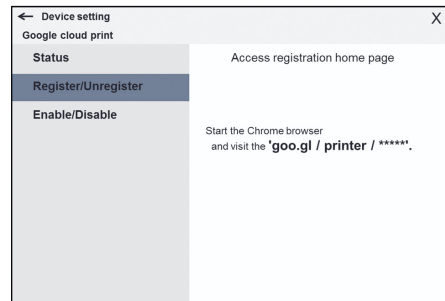 ← Device setting X
Google cloud print
Status
Register/Unregister
Enable/Disable
Access registration home page
Start the Chrome browser
and visit the 'goo.gl / printer / *****'.